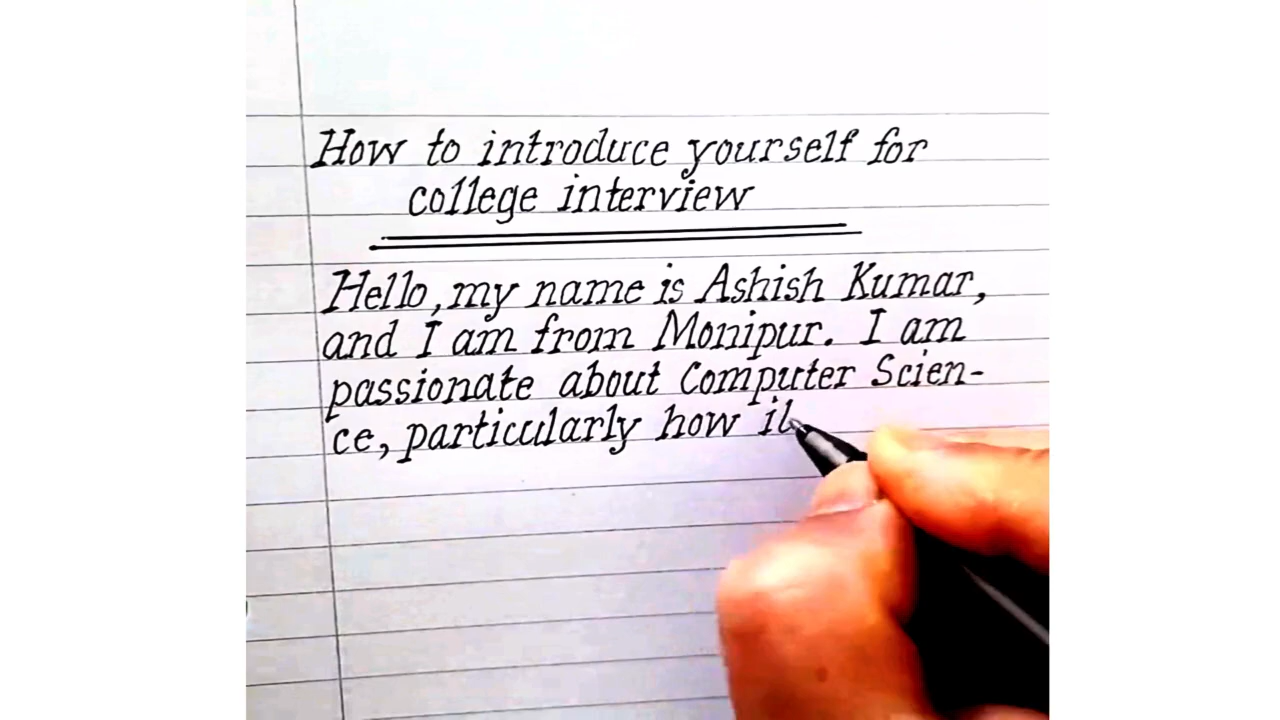 How to introduce yourself for
college interview
Hello, my name is Ashish Kumar,
and I am from Monipur. I am
passionate about Computer Scien-
ce, particularly how